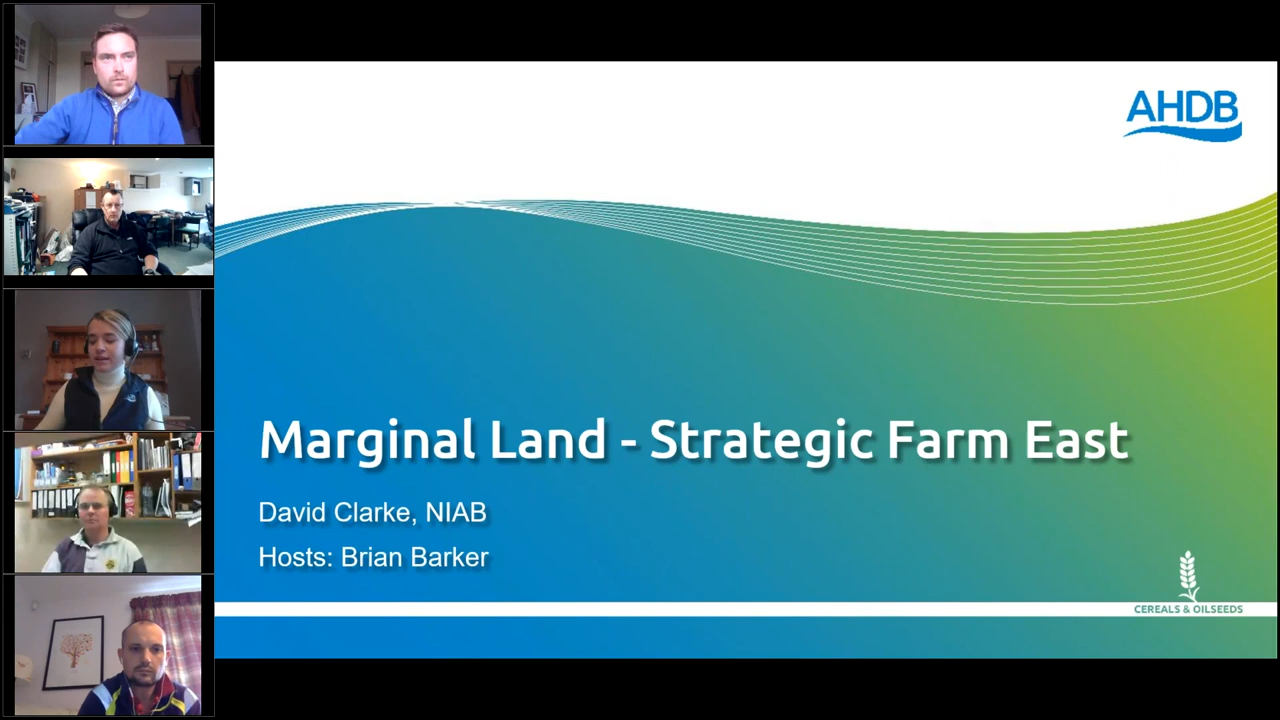 AHDB
Marginal Land - Strategic Farm East
David Clarke, NIAB
Hosts: Brian Barker
CEREALS & OILSEEDS